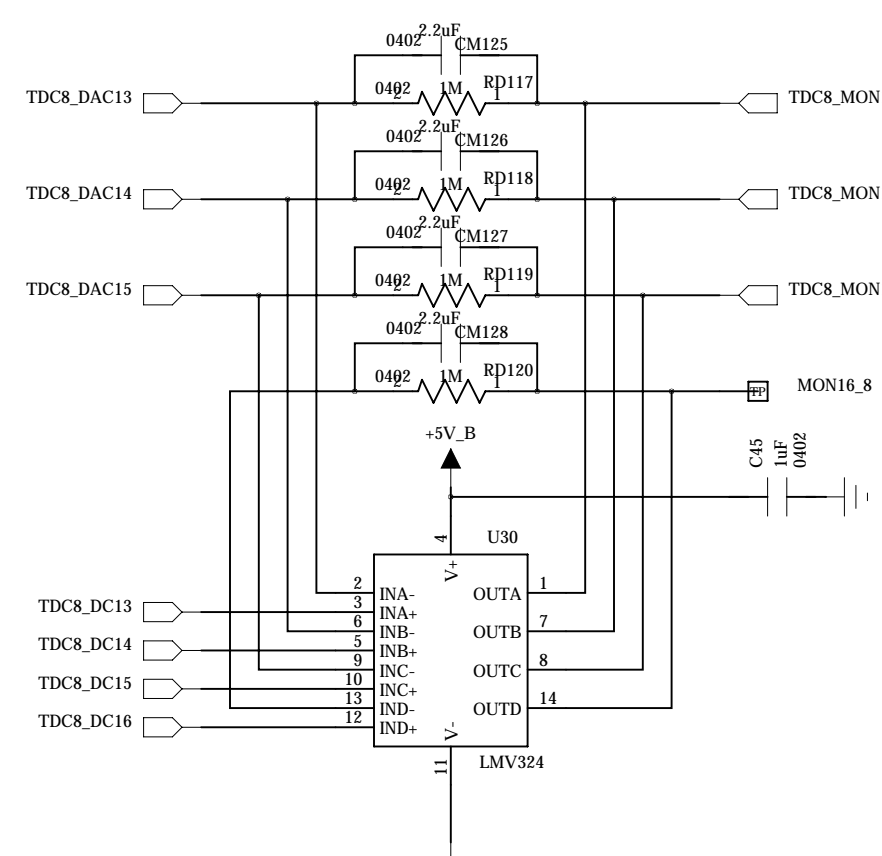 2.2uF
0402 CM125
0402 1M RD117
2 1
TDC8_DAC13 TDC8_MON
2.2uF
0402 CM126
0402 1M RD118
2 1
TDC8_DAC14 TDC8_MON
2.2uF
0402 CM127
0402 1M RD119
2 1
TDC8_DAC15 TDC8_MON
2.2uF
0402 CM128
0402 1M RD120
2 1
TP MON16_8
+5V_B
C45
1uF
0402
4 U30
V+
2 INA- OUTA 1
TDC8_DC13 3 INA+
6 INB- OUTB 7
TDC8_DC14 5 INB+
9 INC- OUTC 8
TDC8_DC15 10 INC+
13 IND- OUTD 14
TDC8_DC16 12 IND+
V-
11 LMV324